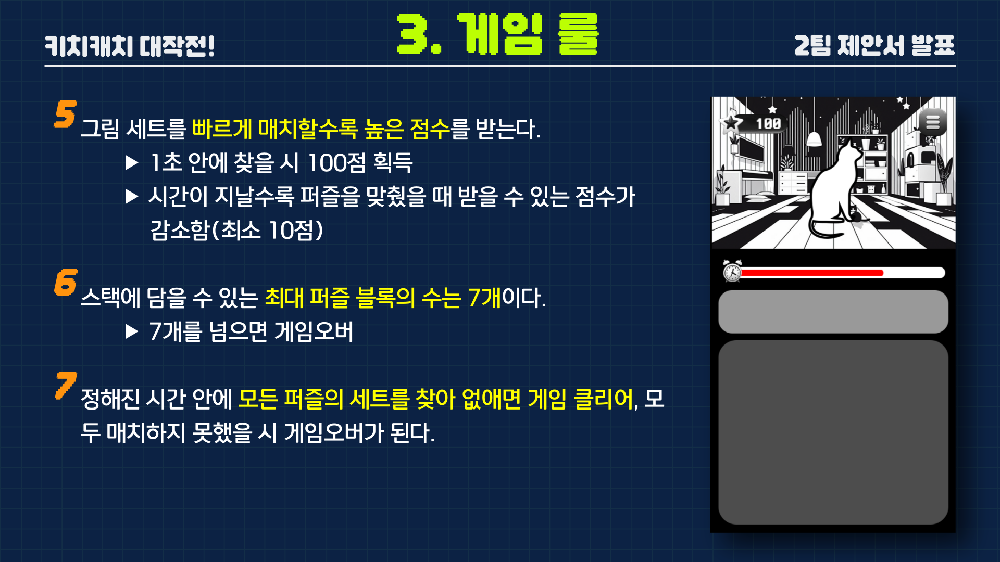 키치캐치 대작전!
3. 게임 룰
2팀 제안서 발표
5
그림 세트를 빠르게 매치할수록 높은 점수를 받는다.
▶ 1초 안에 찾을 시 100점 획득
▶ 시간이 지날수록 퍼즐을 맞췄을 때 받을 수 있는 점수가
감소함(최소 10점)
6
스택에 담을 수 있는 최대 퍼즐 블록의 수는 7개이다.
▶ 7개를 넘으면 게임오버
7
정해진 시간 안에 모든 퍼즐의 세트를 찾아 없애면 게임 클리어, 모
두 매치하지 못했을 시 게임오버가 된다.
100